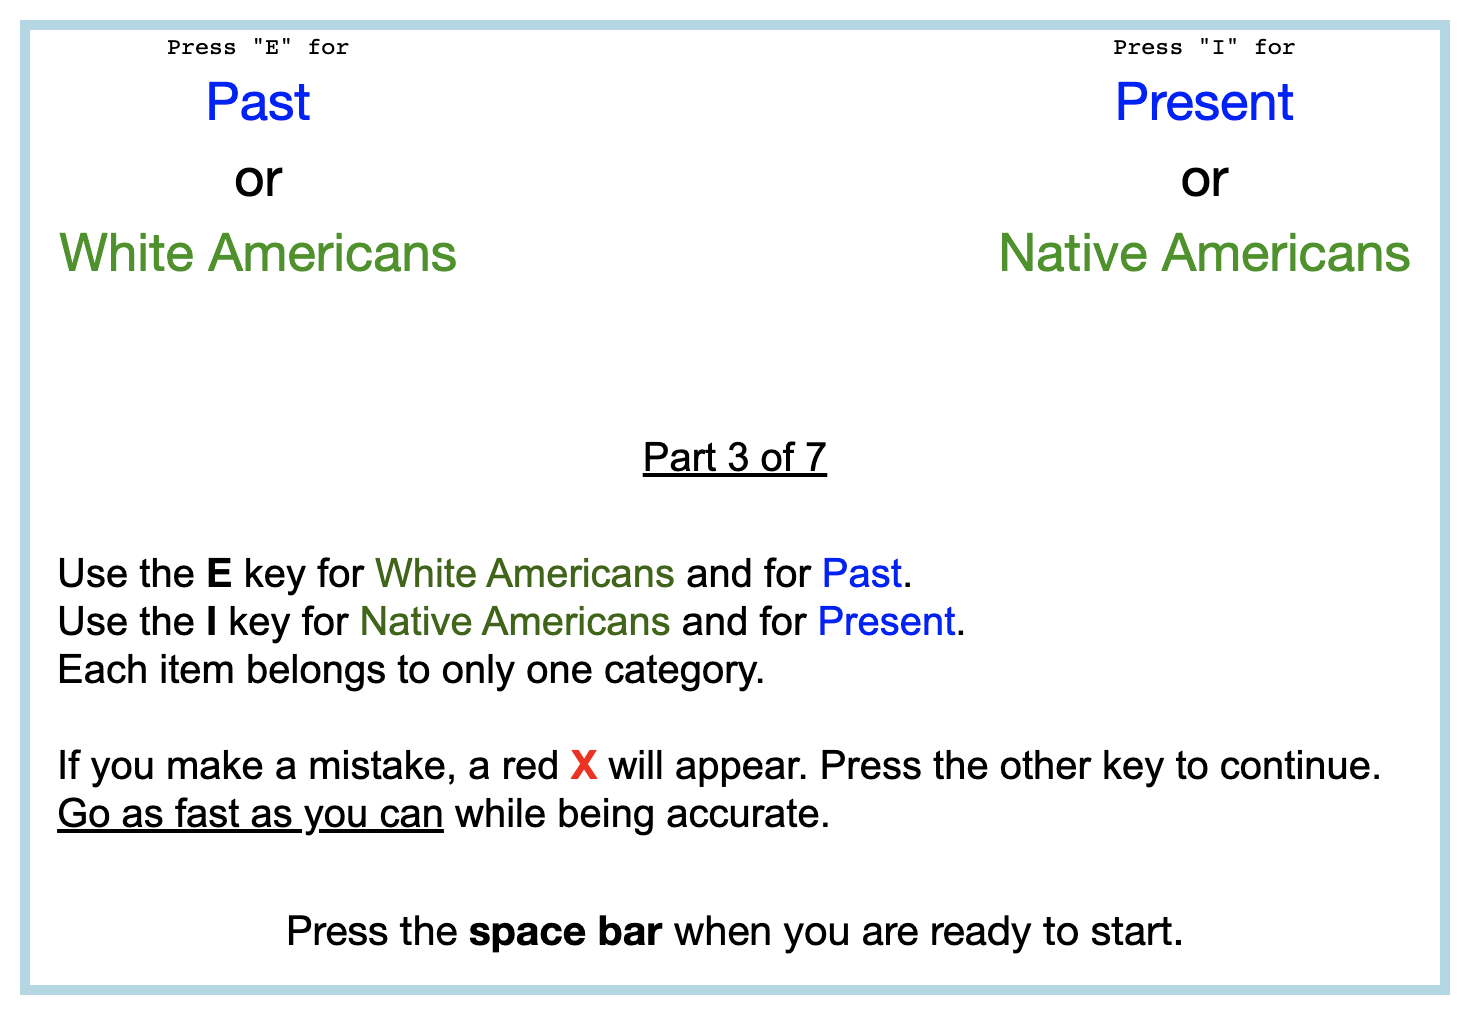 Press "E" for
Press "I" for
Past
Present
or
or
White Americans
Native Americans
Part 3 of 7
Use the E key for White Americans and for Past.
Use the I key for Native Americans and for Present.
Each item belongs to only one category.
If you make a mistake, a red X will appear. Press the other key to continue.
Go as fast as you can while being accurate.
Press the space bar when you are ready to start.